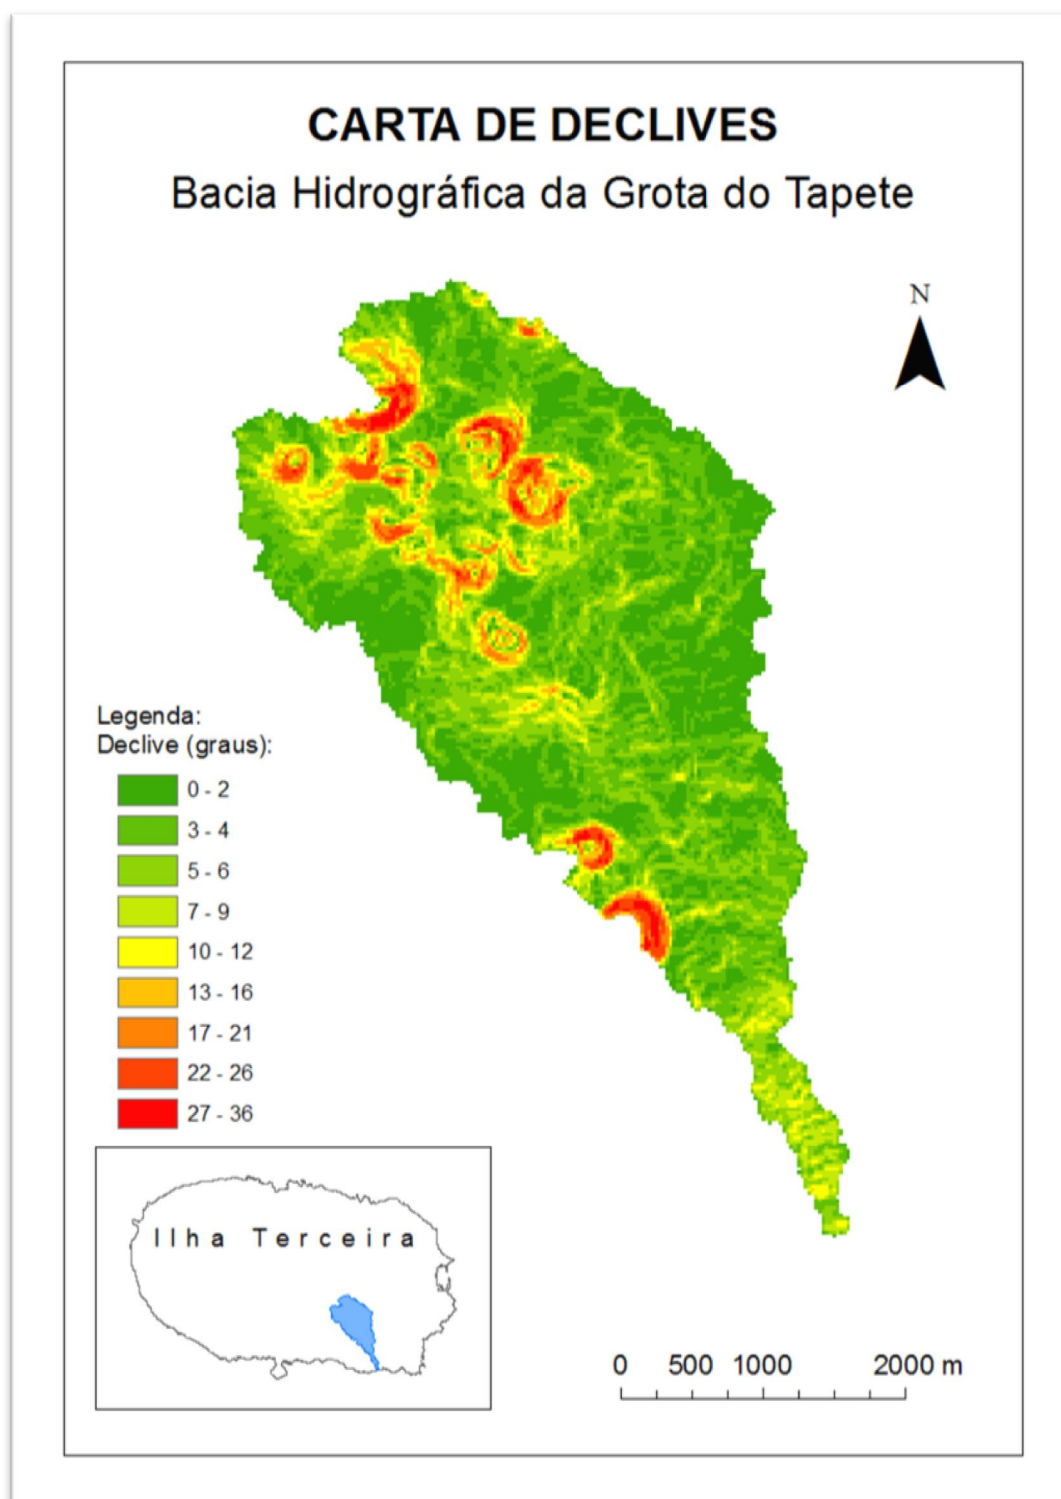 CARTA DE DECLIVES
Bacia Hidrográfica da Grota do Tapete
N
Legenda:
Declive (graus):
0 - 2
3 - 4
5 - 6
7 - 9
10 - 12
13 - 16
17 - 21
22 - 26
27 - 36
Ilha Terceira
0 500 1000 2000 m